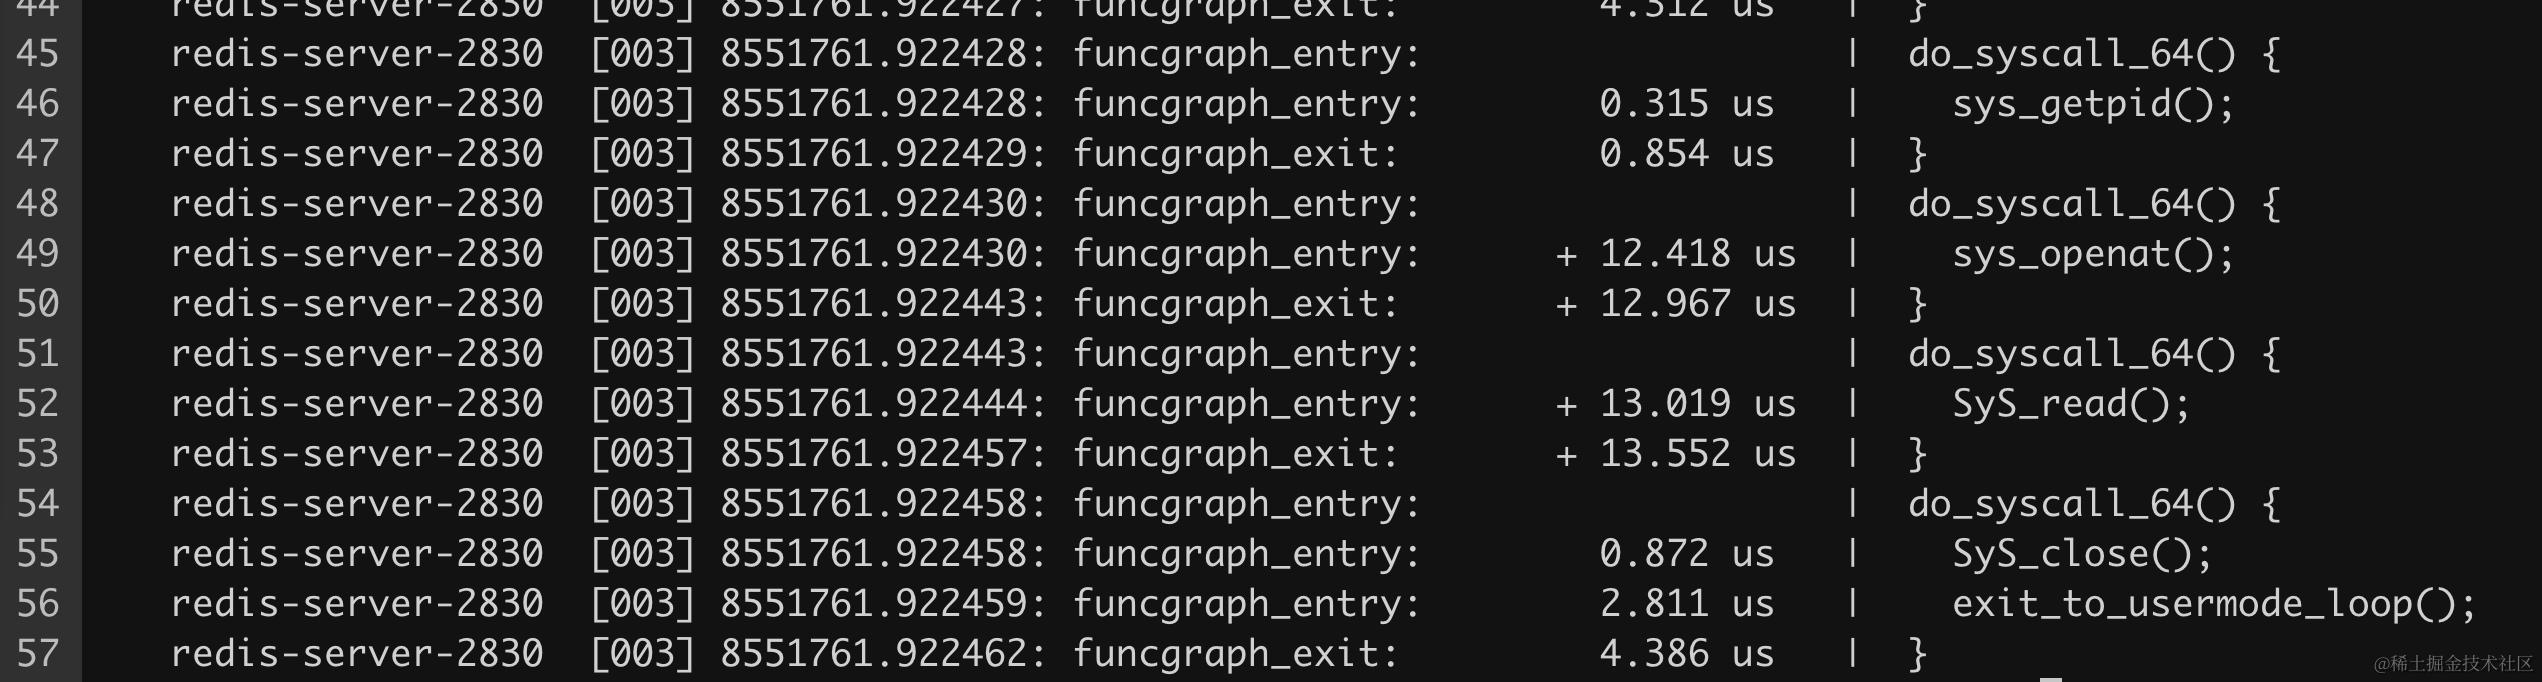 44    redis-server-2830  [003] 8551761.922427: funcgraph_exit:         4.312 us   |  }
45    redis-server-2830  [003] 8551761.922428: funcgraph_entry:                   |  do_syscall_64() {
46    redis-server-2830  [003] 8551761.922428: funcgraph_entry:        0.315 us   |    sys_getpid();
47    redis-server-2830  [003] 8551761.922429: funcgraph_exit:         0.854 us   |  }
48    redis-server-2830  [003] 8551761.922430: funcgraph_entry:                   |  do_syscall_64() {
49    redis-server-2830  [003] 8551761.922430: funcgraph_entry:      + 12.418 us  |    sys_openat();
50    redis-server-2830  [003] 8551761.922443: funcgraph_exit:       + 12.967 us  |  }
51    redis-server-2830  [003] 8551761.922443: funcgraph_entry:                   |  do_syscall_64() {
52    redis-server-2830  [003] 8551761.922444: funcgraph_entry:      + 13.019 us  |    SyS_read();
53    redis-server-2830  [003] 8551761.922457: funcgraph_exit:       + 13.552 us  |  }
54    redis-server-2830  [003] 8551761.922458: funcgraph_entry:                   |  do_syscall_64() {
55    redis-server-2830  [003] 8551761.922458: funcgraph_entry:        0.872 us   |    SyS_close();
56    redis-server-2830  [003] 8551761.922459: funcgraph_entry:        2.811 us   |    exit_to_usermode_loop();
57    redis-server-2830  [003] 8551761.922462: funcgraph_exit:         4.386 us   |  }
@稀土掘金技术社区